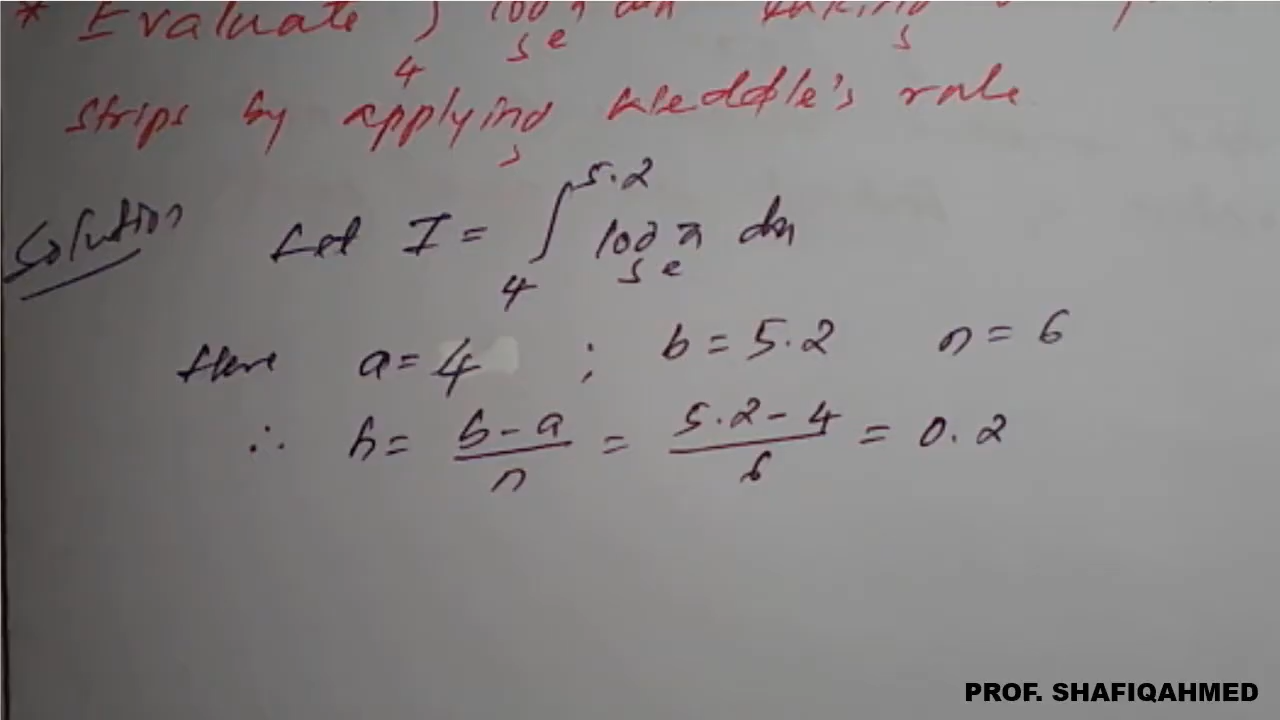 * Evaluate ∫ log x dx taking
4 e
strips by applying Weddle's rule
Solution Let I = ∫ log x dx
5.2
4 e
Here a = 4 ; b = 5.2 n = 6
∴ h = b - a / n = 5.2 - 4 / 6 = 0.2
PROF. SHAFIQAHMED